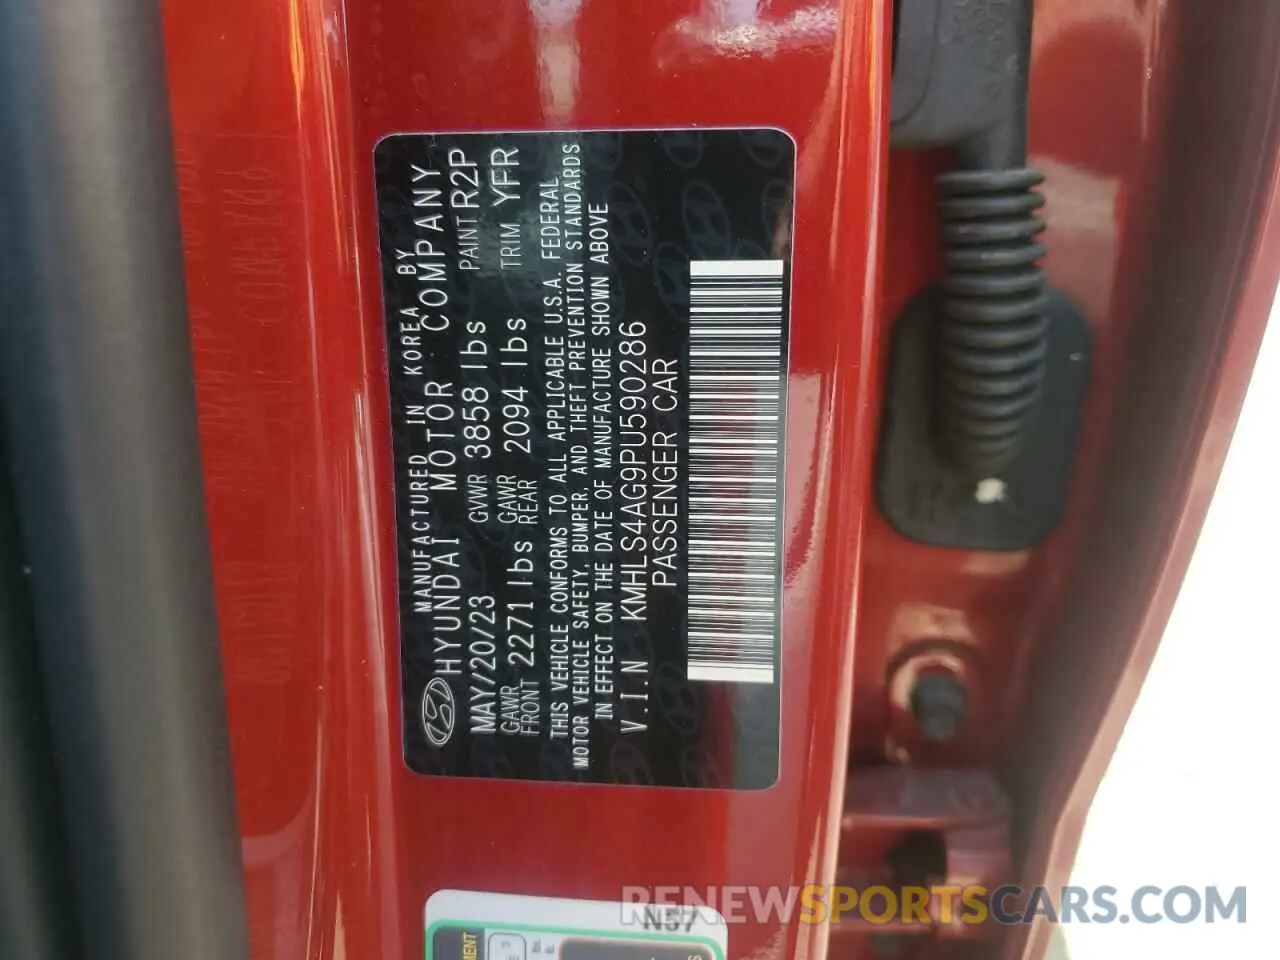 MANUFACTURED IN KOREA BY
HYUNDAI MOTOR COMPANY
MAY/20/23 GVWR 3858 lbs PAINT R2P
GAWR FRONT 2271 lbs GAWR REAR 2094 lbs TRIM YFR
THIS VEHICLE CONFORMS TO ALL APPLICABLE U.S.A. FEDERAL
MOTOR VEHICLE SAFETY, BUMPER, AND THEFT PREVENTION STANDARDS
IN EFFECT ON THE DATE OF MANUFACTURE SHOWN ABOVE
V.I.N KMHLS4AG9PU590286
PASSENGER CAR
N57
RENEWSPORTSCARS.COM